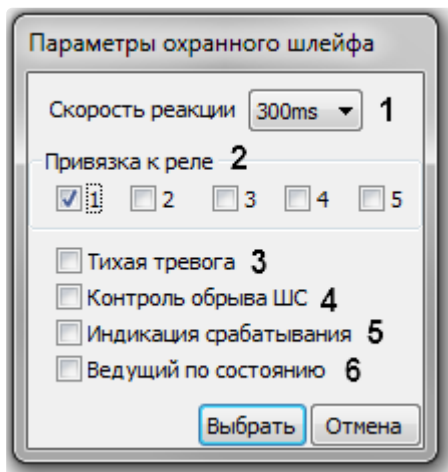 Параметры охранного шлейфа
Скорость реакции 300ms 1
Привязка к реле 2
1 2 3 4 5
Тихая тревога 3
Контроль обрыва ШС 4
Индикация срабатывания 5
Ведущий по состоянию 6
Выбрать Отмена